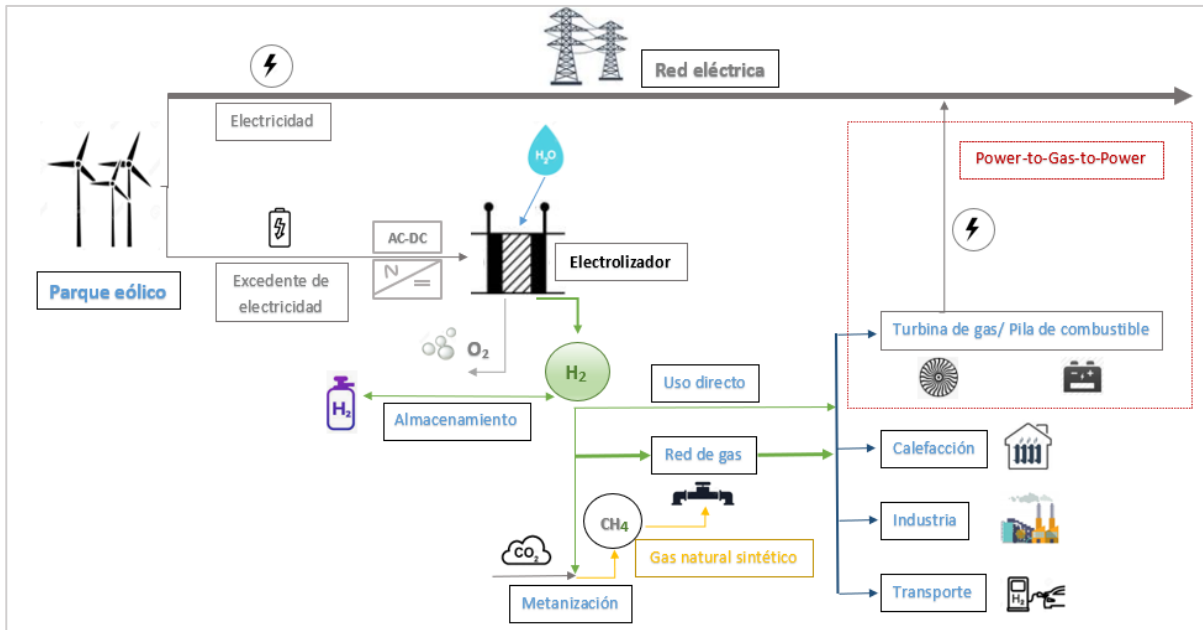 Red eléctrica
Electricidad
Power-to-Gas-to-Power
H₂O
AC-DC
N
Electrolizador
Parque eólico
Excedente de
electricidad
Turbina de gas/ Pila de combustible
O₂
H₂
Uso directo
H₂
Almacenamiento
Red de gas
Calefacción
CH4
Industria
CO₂
Gas natural sintético
Metanización
Transporte
H₂